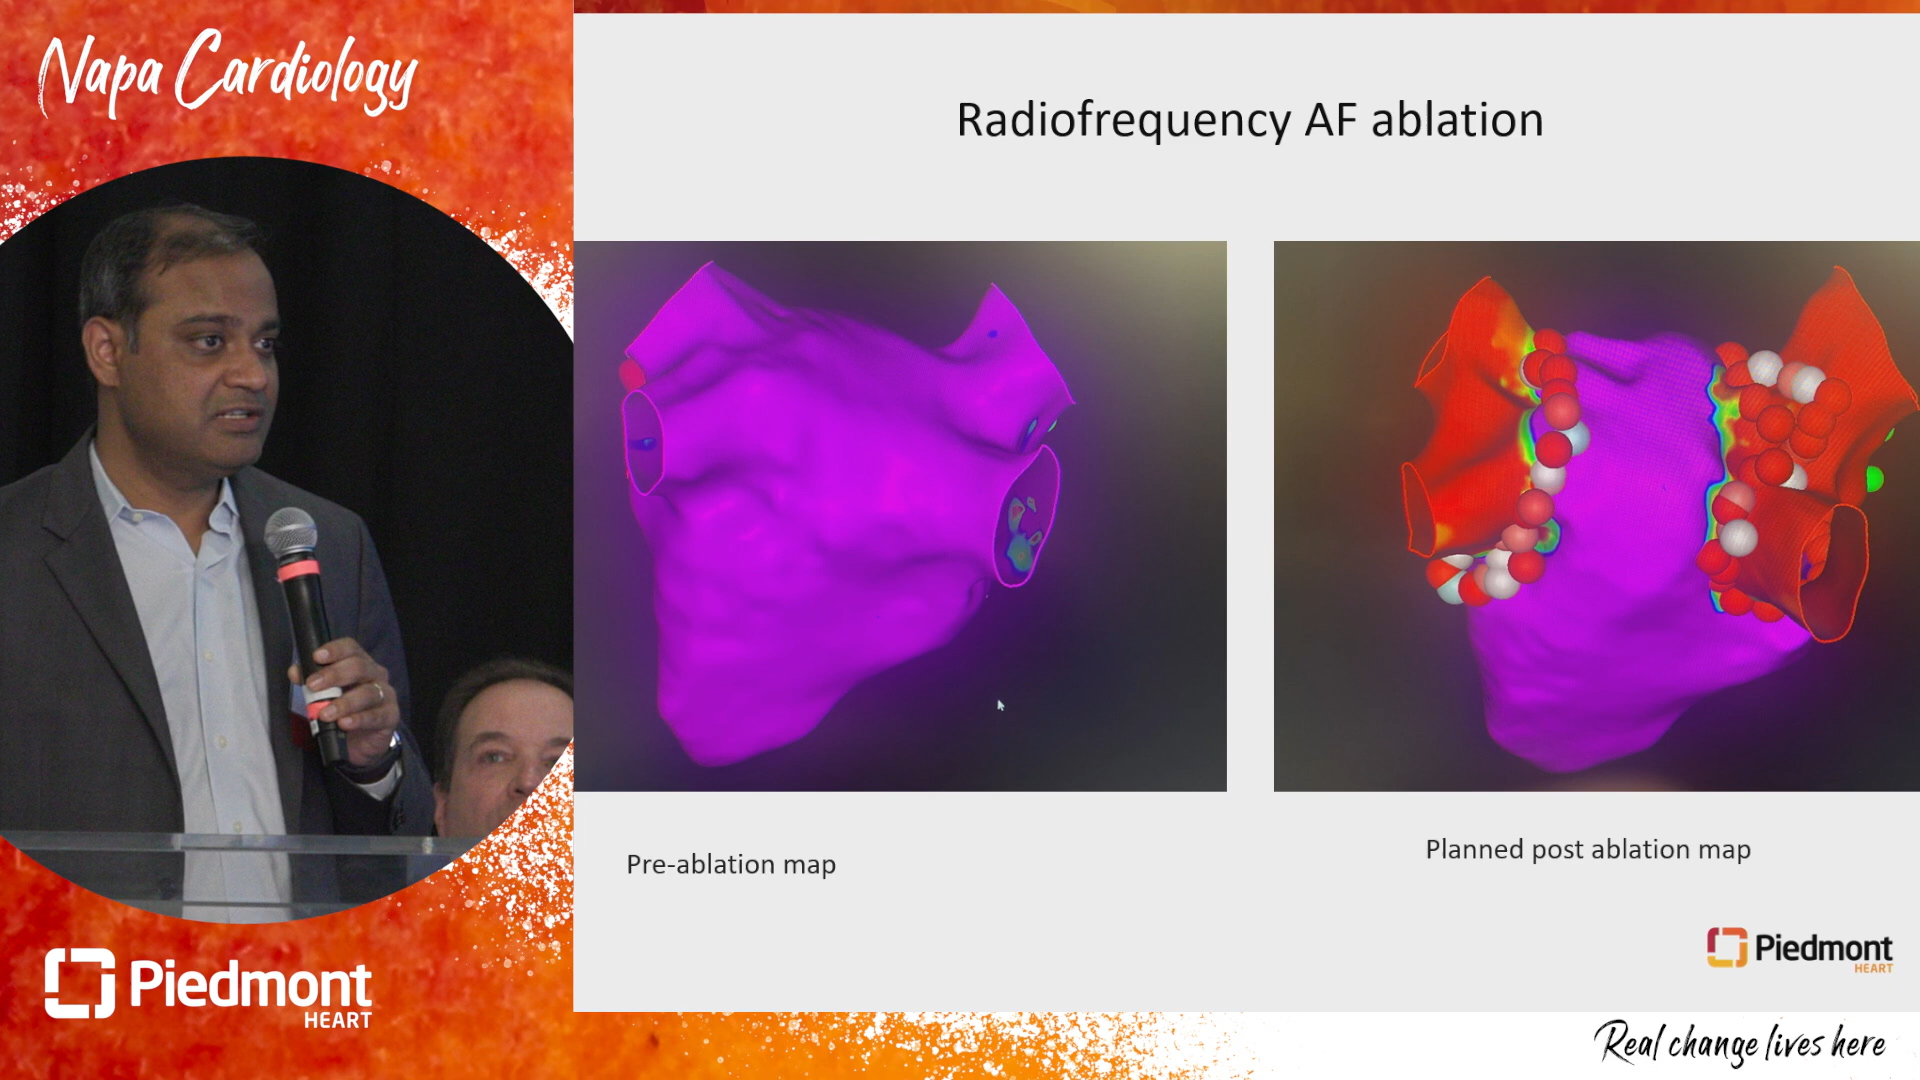 Napa Cardiology
Radiofrequency AF ablation
Pre-ablation map
Planned post ablation map
Piedmont
HEART
Piedmont
HEART
Real change lives here